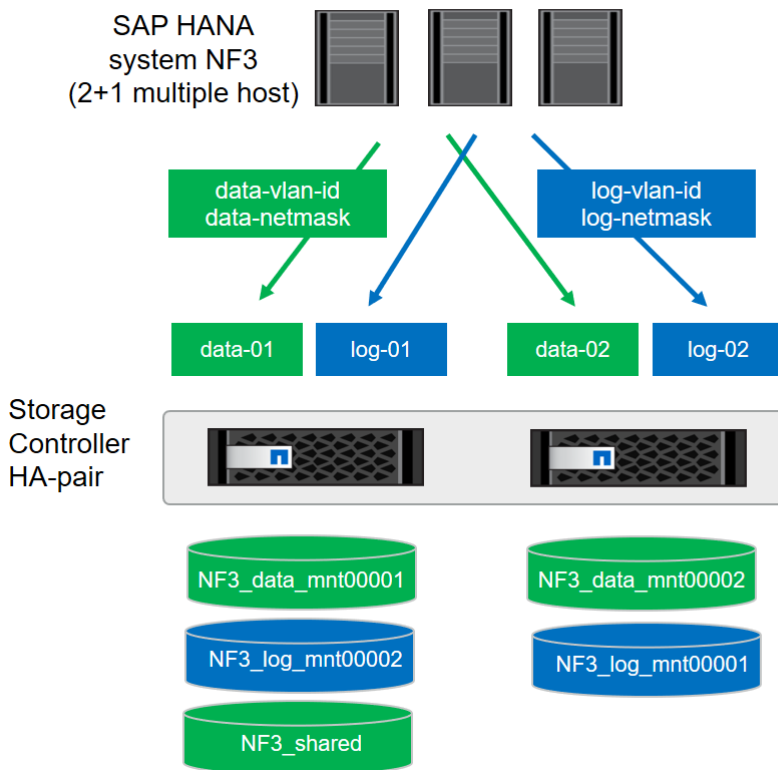 SAP HANA
system NF3
(2+1 multiple host)
data-vlan-id
data-netmask
log-vlan-id
log-netmask
data-01
log-01
data-02
log-02
Storage
Controller
HA-pair
NF3_data_mnt00001
NF3_data_mnt00002
NF3_log_mnt00002
NF3_log_mnt00001
NF3_shared